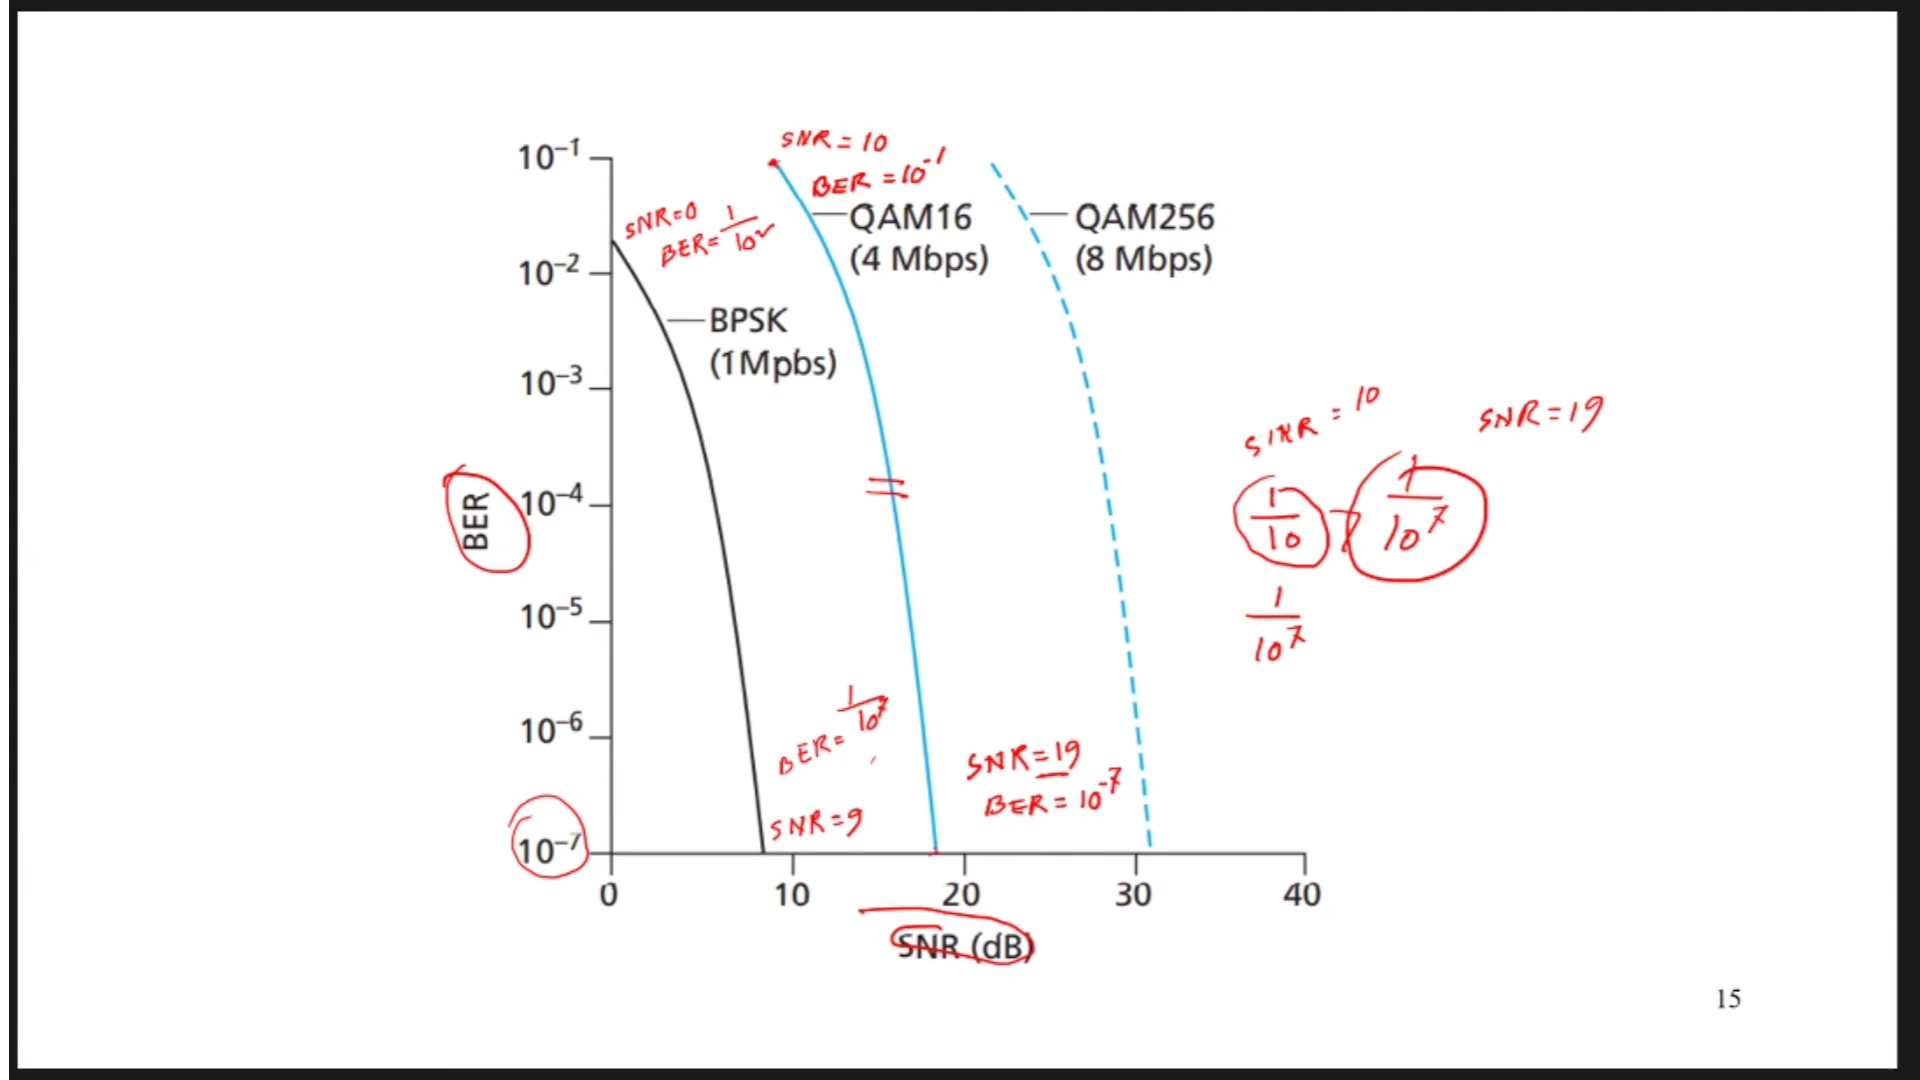 10⁻¹
SNR = 10
BER = 10⁻¹
SNR=0
BER= 1/10²
QAM16
(4 Mbps)
QAM256
(8 Mbps)
10⁻²
BPSK
(1Mpbs)
10⁻³
SINR = 10
SNR=19
BER
10⁻⁴
1/10 > 1/10⁷
10⁻⁵
1/10⁷
10⁻⁶
BER= 1/10⁷
SNR=19
BER= 10⁻⁷
SNR=9
10⁻⁷
0 10 20 30 40
SNR (dB)
15